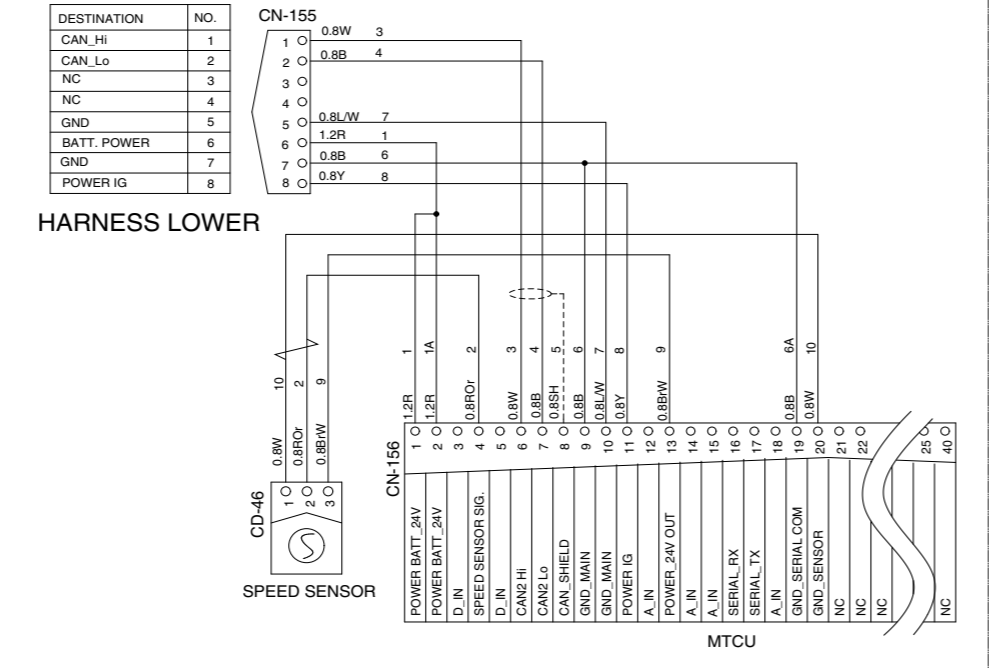 DESTINATION NO.
CAN_Hi 1
CAN_Lo 2
NC 3
NC 4
GND 5
BATT. POWER 6
GND 7
POWER IG 8
HARNESS LOWER
CN-155
1 0.8W 3
2 0.8B 4
3
4
5 0.8L/W 7
6 1.2R 1
7 0.8B 6
8 0.8Y 8
10 2 9
0.8W 0.8ROr 0.8BrW
CD-46
1 2 3
SPEED SENSOR
1 1A 2 3 4 5 6 7 8 9 6A 10
1.2R 1.2R 0.8ROr 0.8W 0.8B 0.8SH 0.8B 0.8L/W 0.8Y 0.8BrW 0.8B 0.8W
CN-156
1 2 3 4 5 6 7 8 9 10 11 12 13 14 15 16 17 18 19 20 21 22 25 40
POWER BATT_24V
POWER BATT_24V
D_IN
SPEED SENSOR SIG.
D_IN
CAN2 Hi
CAN2 Lo
CAN_SHIELD
GND_MAIN
GND_MAIN
POWER IG
A_IN
POWER_24V OUT
A_IN
A_IN
SERIAL_RX
SERIAL_TX
A_IN
GND_SERIAL COM
GND_SENSOR
NC
NC
NC
NC
MTCU